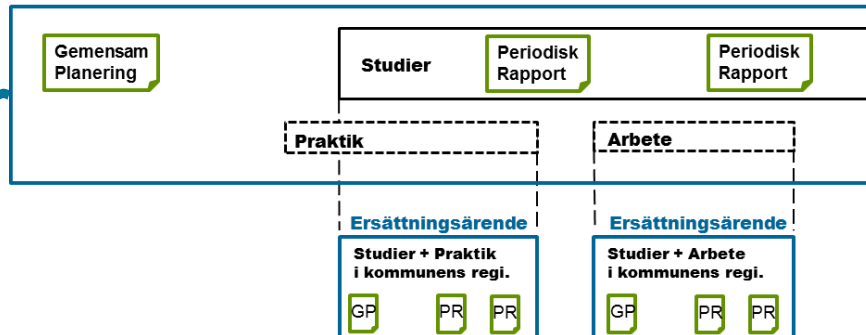 Gemensam
Planering
Studier
Periodisk
Rapport
Periodisk
Rapport
Praktik
Arbete
Ersättningsärende
Ersättningsärende
Studier + Praktik
i kommunens regi.
GP PR PR
Studier + Arbete
i kommunens regi.
GP PR PR